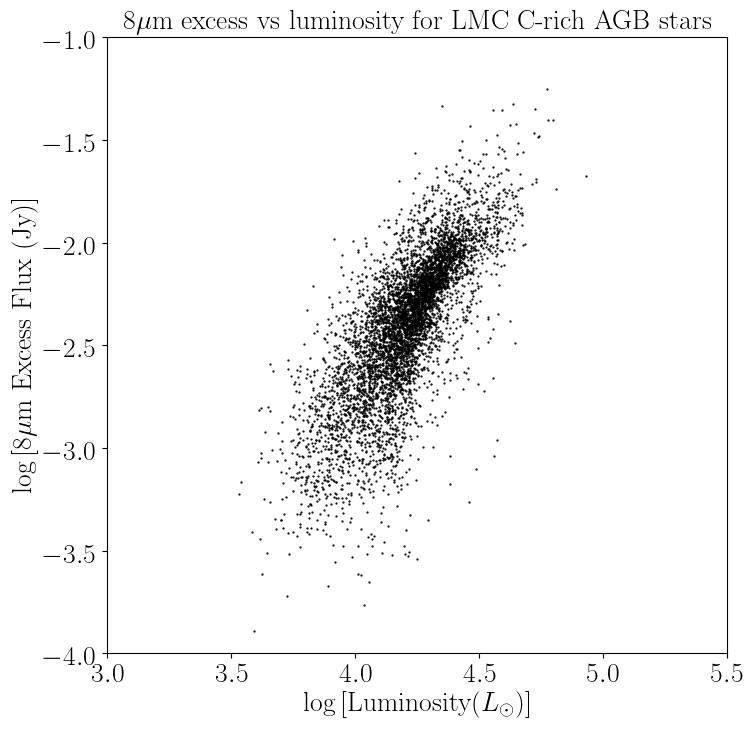 8μm excess vs luminosity for LMC C-rich AGB stars
−1.0
−1.5
−2.0
−2.5
−3.0
−3.5
−4.0
log [8μm Excess Flux (Jy)]
3.0 3.5 4.0 4.5 5.0 5.5
log [Luminosity(L⊙)]